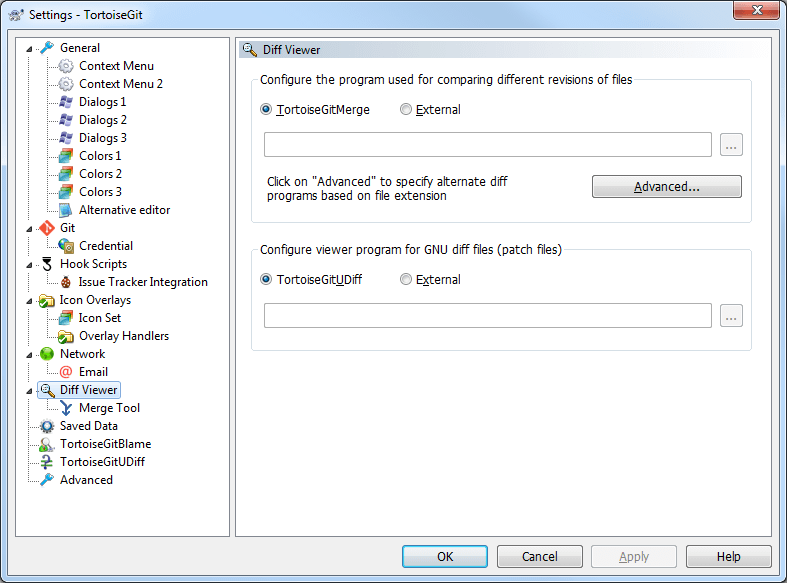 Settings - TortoiseGit
General
Context Menu
Context Menu 2
Dialogs 1
Dialogs 2
Dialogs 3
Colors 1
Colors 2
Colors 3
Alternative editor
Git
Credential
Hook Scripts
Issue Tracker Integration
Icon Overlays
Icon Set
Overlay Handlers
Network
Email
Diff Viewer
Merge Tool
Saved Data
TortoiseGitBlame
TortoiseGitUDiff
Advanced
Diff Viewer
Configure the program used for comparing different revisions of files
TortoiseGitMerge External
...
Click on "Advanced" to specify alternate diff
programs based on file extension
Advanced...
Configure viewer program for GNU diff files (patch files)
TortoiseGitUDiff External
...
OK Cancel Apply Help